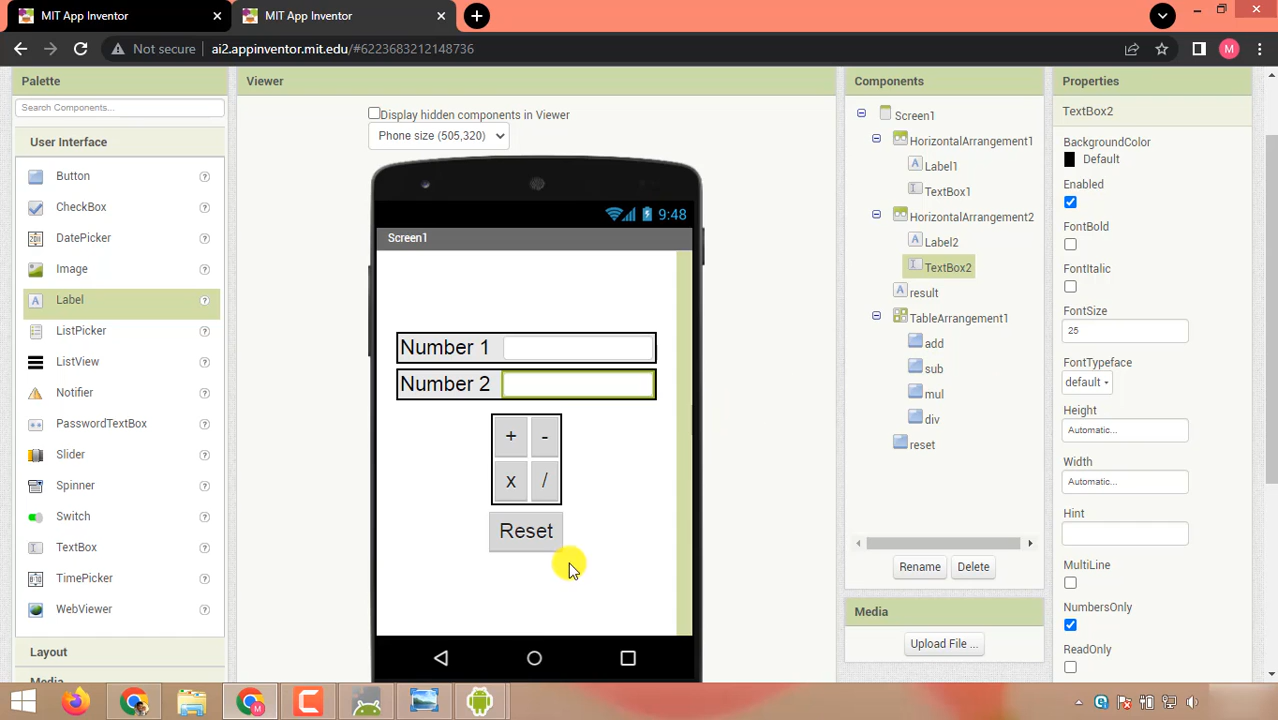 MIT App Inventor
MIT App Inventor
Not secure
ai2.appinventor.mit.edu/#6223683212148736
M
Palette
Search Components...
User Interface
Button
CheckBox
DatePicker
Image
Label
ListPicker
ListView
Notifier
PasswordTextBox
Slider
Spinner
Switch
TextBox
TimePicker
WebViewer
Layout
Viewer
Display hidden components in Viewer
Phone size (505,320)
9:48
Screen1
Number 1
Number 2
+ -
x /
Reset
Components
Screen1
HorizontalArrangement1
Label1
TextBox1
HorizontalArrangement2
Label2
TextBox2
result
TableArrangement1
add
sub
mul
div
reset
Rename
Delete
Media
Upload File ...
Properties
TextBox2
BackgroundColor
Default
Enabled
FontBold
FontItalic
FontSize
25
FontTypeface
default
Height
Automatic...
Width
Automatic...
Hint
MultiLine
NumbersOnly
ReadOnly